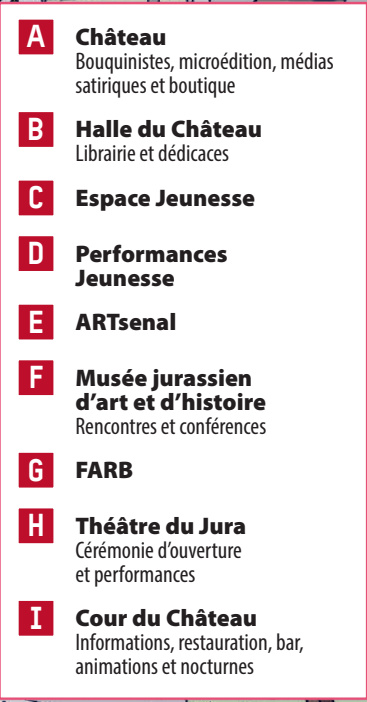 A Château
Bouquinistes, microédition, médias
satiriques et boutique
B Halle du Château
Librairie et dédicaces
C Espace Jeunesse
D Performances
Jeunesse
E ARTsenal
F Musée jurassien
d’art et d’histoire
Rencontres et conférences
G FARB
H Théâtre du Jura
Cérémonie d’ouverture
et performances
I Cour du Château
Informations, restauration, bar,
animations et nocturnes